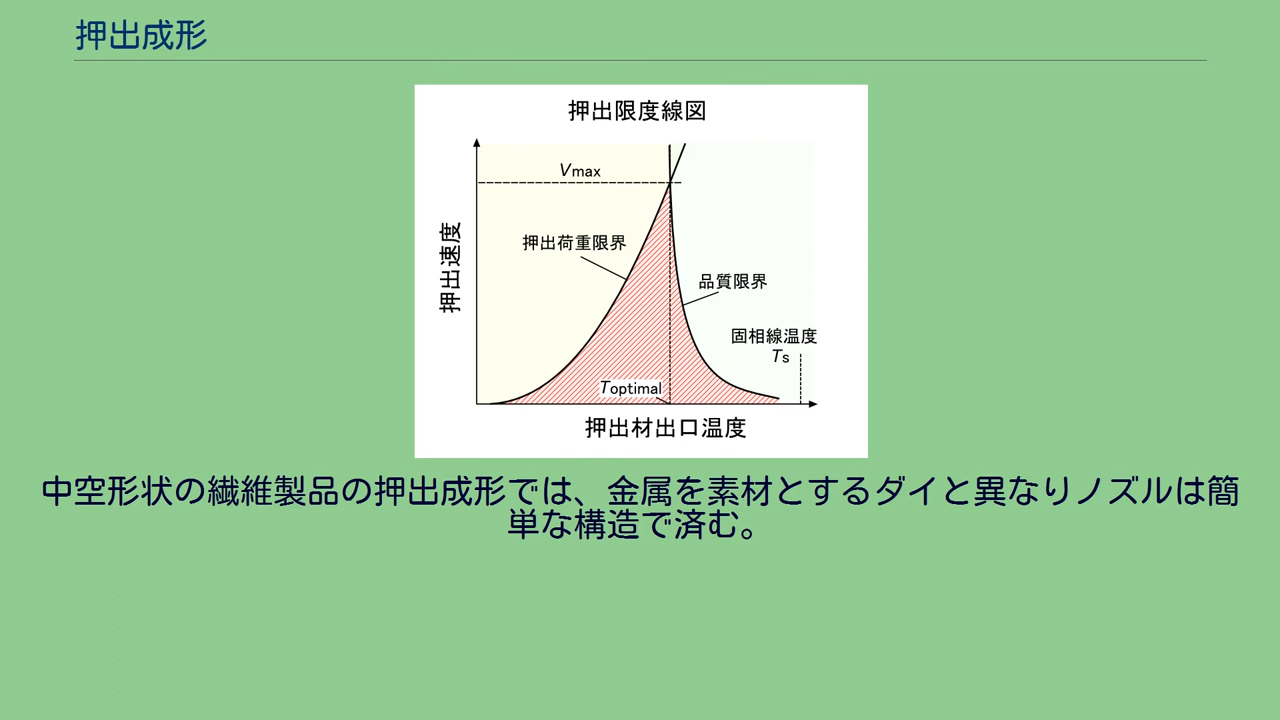 押出成形
押出限度線図
Vmax
押出荷重限界
押出速度
品質限界
固相線温度
Ts
Toptimal
押出材出口温度
中空形状の繊維製品の押出成形では、金属を素材とするダイと異なりノズルは簡
単な構造で済む。